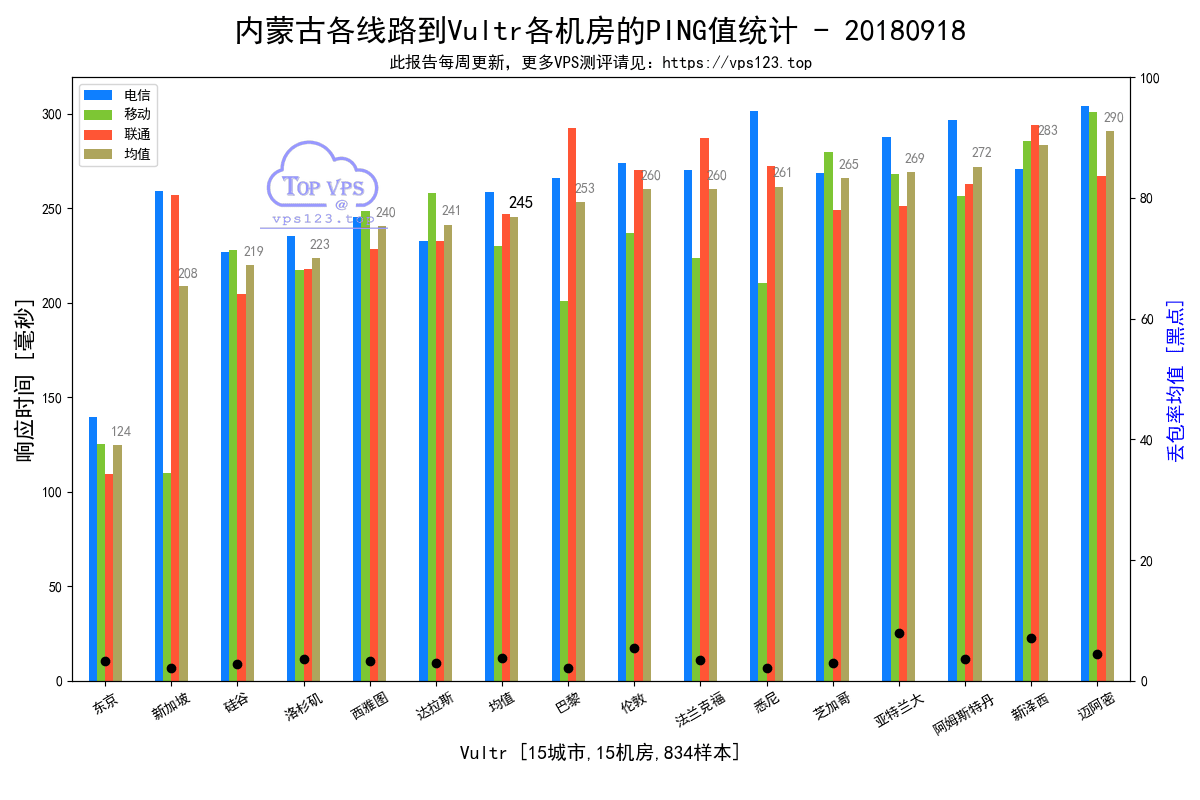 内蒙古各线路到Vultr各机房的PING值统计 - 20180918
此报告每周更新，更多VPS测评请见：https://vps123.top
电信
移动
联通
均值
TOP VPS
@
vps123.top
响应时间 [毫秒]
300
250
200
150
100
50
0
124
208
219
223
240
241
245
253
260
260
261
265
269
272
283
290
100
80
60
40
20
0
丢包率均值 [黑点]
东京
新加坡
硅谷
洛杉矶
西雅图
达拉斯
均值
巴黎
伦敦
法兰克福
悉尼
芝加哥
亚特兰大
阿姆斯特丹
新泽西
迈阿密
Vultr [15城市,15机房,834样本]